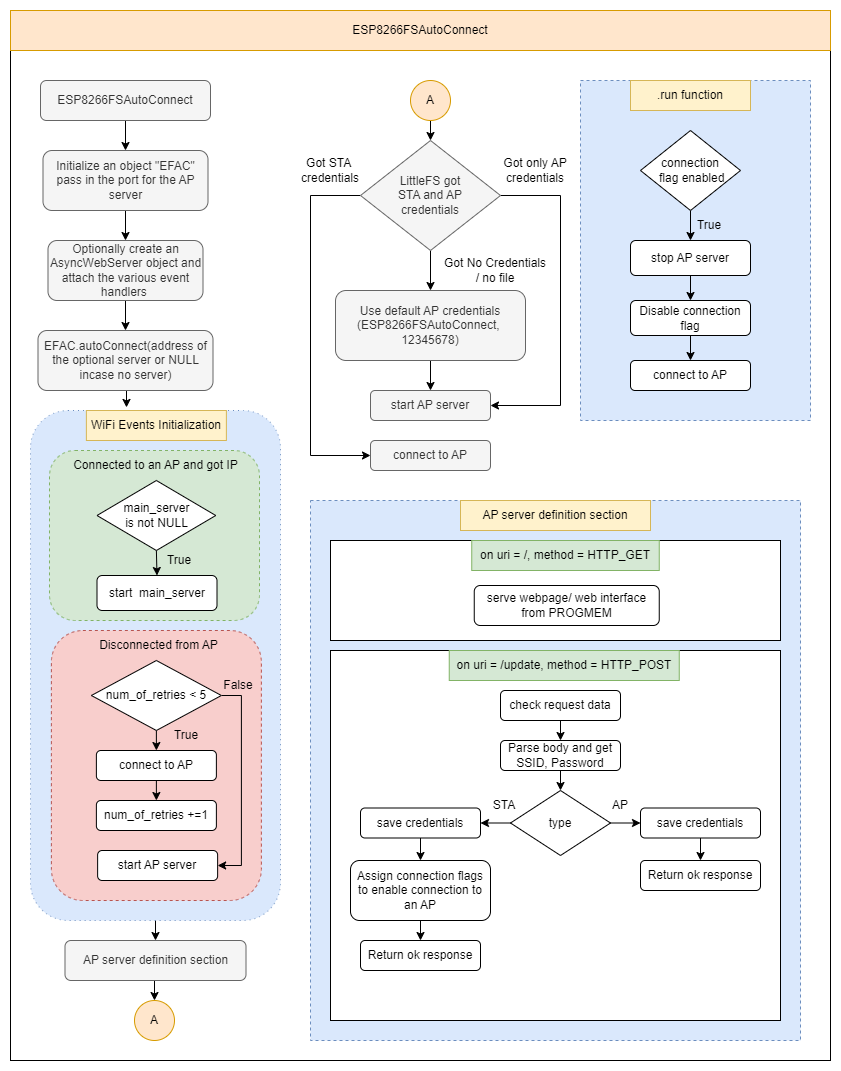 ESP8266FSAutoConnect
ESP8266FSAutoConnect
Initialize an object "EFAC"
pass in the port for the AP
server
Optionally create an
AsyncWebServer object and
attach the various event
handlers
EFAC.autoConnect(address of
the optional server or NULL
incase no server)
WiFi Events Initialization
Connected to an AP and got IP
main_server
is not NULL
True
start  main_server
Disconnected from AP
num_of_retries < 5
False
True
connect to AP
num_of_retries +=1
start AP server
AP server definition section
A
A
Got STA
credentials
Got only AP
credentials
LittleFS got
STA and AP
credentials
Got No Credentials
/ no file
Use default AP credentials
(ESP8266FSAutoConnect,
12345678)
start AP server
connect to AP
.run function
connection
flag enabled
True
stop AP server
Disable connection
flag
connect to AP
AP server definition section
on uri = /, method = HTTP_GET
serve webpage/ web interface
from PROGMEM
on uri = /update, method = HTTP_POST
check request data
Parse body and get
SSID, Password
STA
type
AP
save credentials
Assign connection flags
to enable connection to
an AP
Return ok response
save credentials
Return ok response